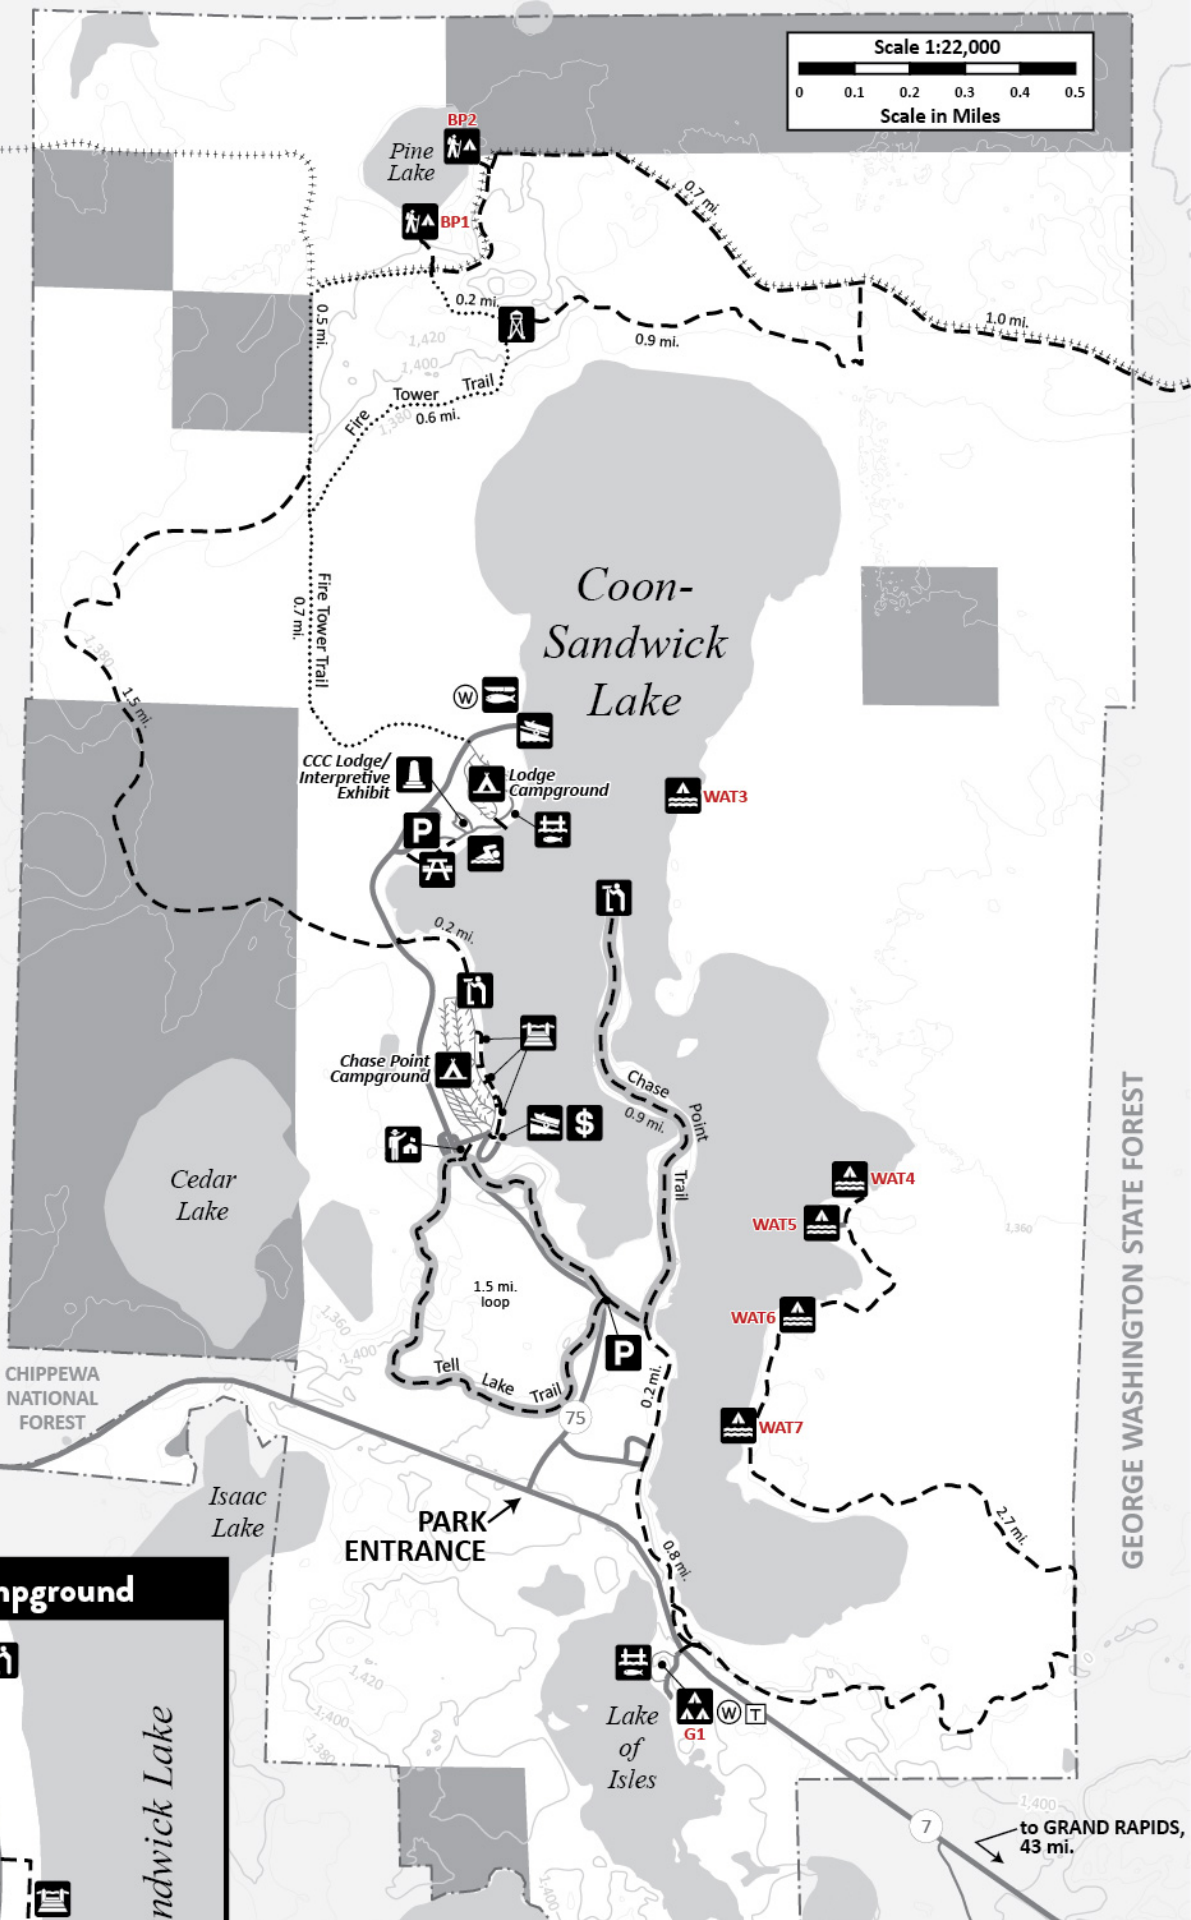 Scale 1:22,000
0 0.1 0.2 0.3 0.4 0.5
Scale in Miles
BP2
Pine
Lake
BP1
0.7 mi.
0.2 mi.
0.5 mi.
0.9 mi.
1.0 mi.
1,420
1,400
1,380
Fire Tower Trail
0.6 mi.
Fire Tower Trail
0.7 mi.
1,380
1.5 mi.
Coon-
Sandwick
Lake
W
CCC Lodge/
Interpretive
Exhibit
Lodge
Campground
P
WAT3
0.2 mi.
Chase Point
Campground
$
Chase Point Trail
0.9 mi.
Cedar
Lake
WAT4
WAT5
WAT6
WAT7
1,360
GEORGE WASHINGTON STATE FOREST
1.5 mi.
loop
1,360
1,400
P
Tell Lake Trail
0.2 mi.
75
CHIPPEWA
NATIONAL
FOREST
Isaac
Lake
PARK
ENTRANCE
2.7 mi.
0.8 mi.
mpground
ndwick Lake
1,420
1,400
1,380
Lake
of
Isles
G1
W T
1,400
7
to GRAND RAPIDS,
43 mi.
1,400